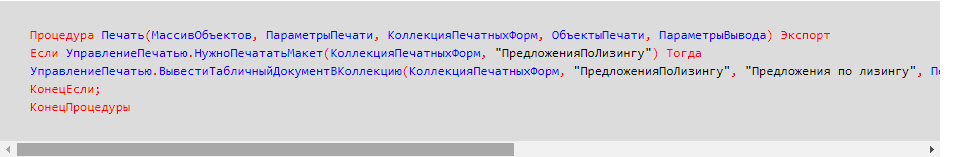 Процедура Печать(МассивОбъектов, ПараметрыПечати, КоллекцияПечатныхФорм, ОбъектыПечати, ПараметрыВывода) Экспорт
Если УправлениеПечатью.НужноПечататьМакет(КоллекцияПечатныхФорм, "ПредложенияПоЛизингу") Тогда
УправлениеПечатью.ВывестиТабличныйДокументВКоллекцию(КоллекцияПечатныхФорм, "ПредложенияПоЛизингу", "Предложения по лизингу",
КонецЕсли;
КонецПроцедуры